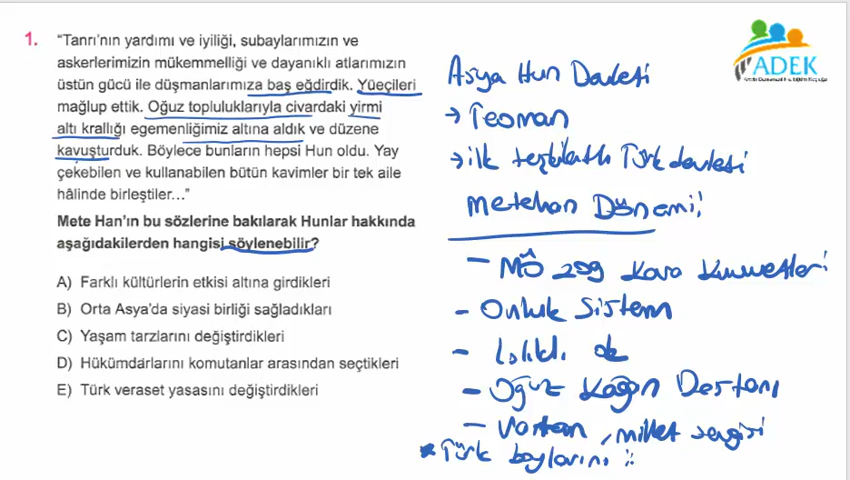 1. "Tanrı'nın yardımı ve iyiliği, subaylarımızın ve
askerlerimizin mükemmelliği ve dayanıklı atlarımızın
üstün gücü ile düşmanlarımıza baş eğdirdik. Yüeçileri
mağlup ettik. Oğuz topluluklarıyla civardaki yirmi
altı krallığı egemenliğimiz altına aldık ve düzene
kavuşturduk. Böylece bunların hepsi Hun oldu. Yay
çekebilen ve kullanabilen bütün kavimler bir tek aile
hâlinde birleştiler..."
Mete Han'ın bu sözlerine bakılarak Hunlar hakkında
aşağıdakilerden hangisi söylenebilir?
A) Farklı kültürlerin etkisi altına girdikleri
B) Orta Asya'da siyasi birliği sağladıkları
C) Yaşam tarzlarını değiştirdikleri
D) Hükümdarlarını komutanlar arasından seçtikleri
E) Türk veraset yasasını değiştirdikleri
ADEK
Asya Hun Devleti
→ Teoman
→ ilk teşkilatlı Türk devleti
Metehan Dönemi!
- MÖ 209 Kara Kuvvetleri
- Onluk Sistem
- Islıklı ok
- Oğuz Kağan Destanı
- Vatan, millet sevgisi
* Türk boylarını